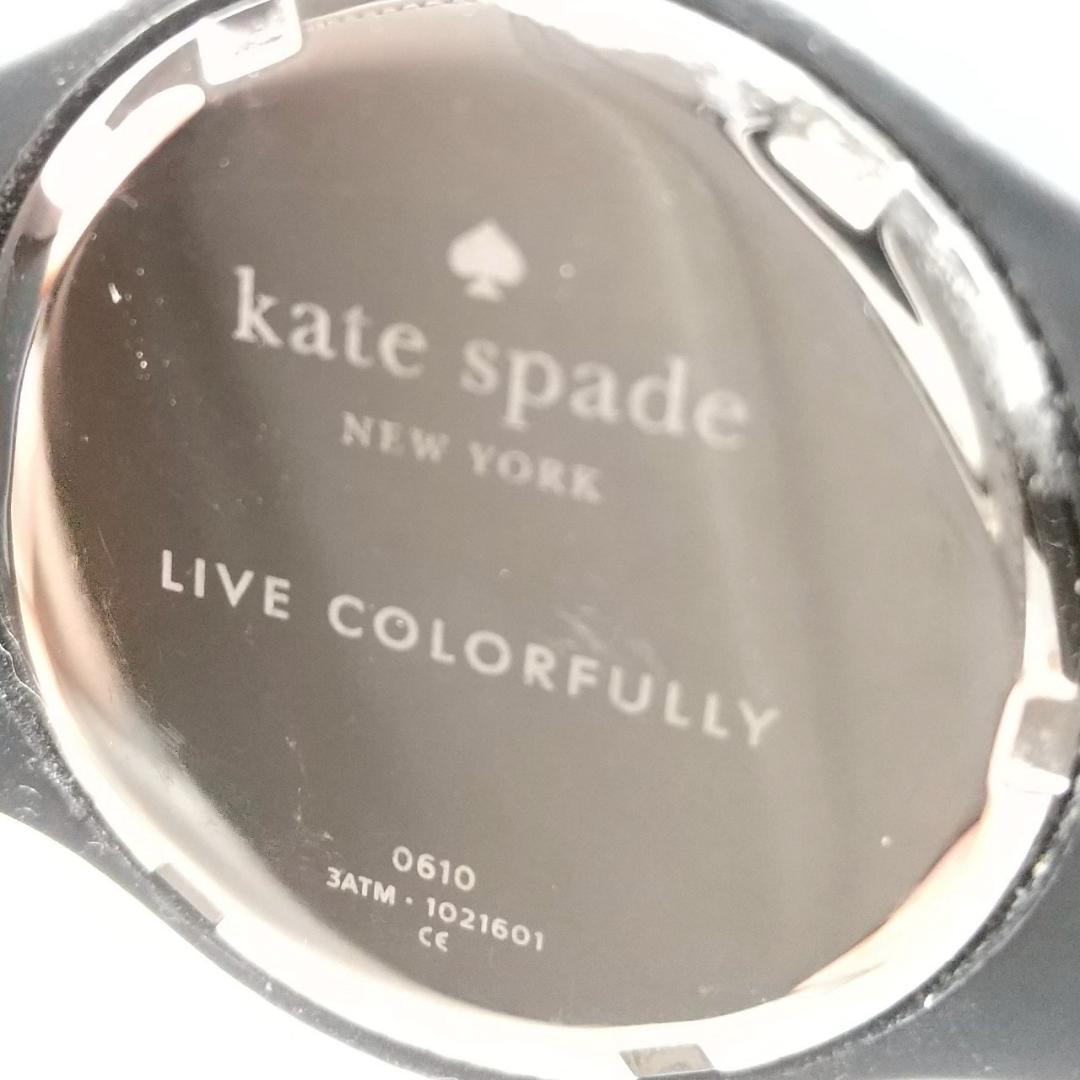 kate spade
NEW YORK
LIVE COLORFULLY
0610
3ATM · 1021601
CE